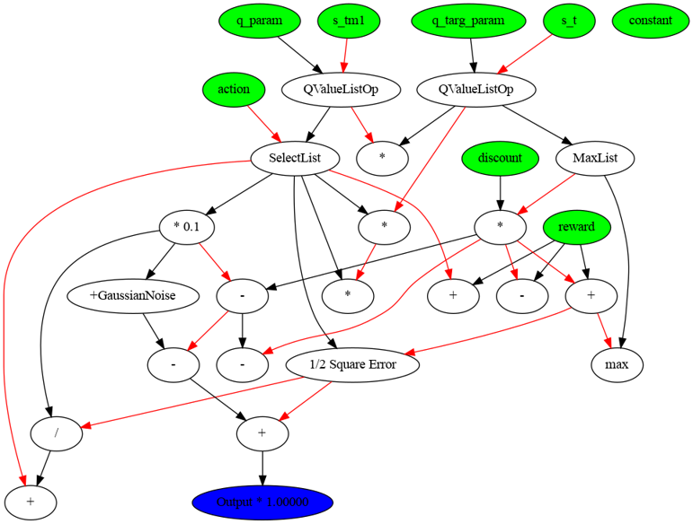 q_param s_tm1 q_targ_param s_t constant
action QValueListOp QValueListOp
SelectList * discount MaxList
* 0.1 * * reward
+GaussianNoise - * + - +
- - 1/2 Square Error max
/ +
+ Output * 1.00000